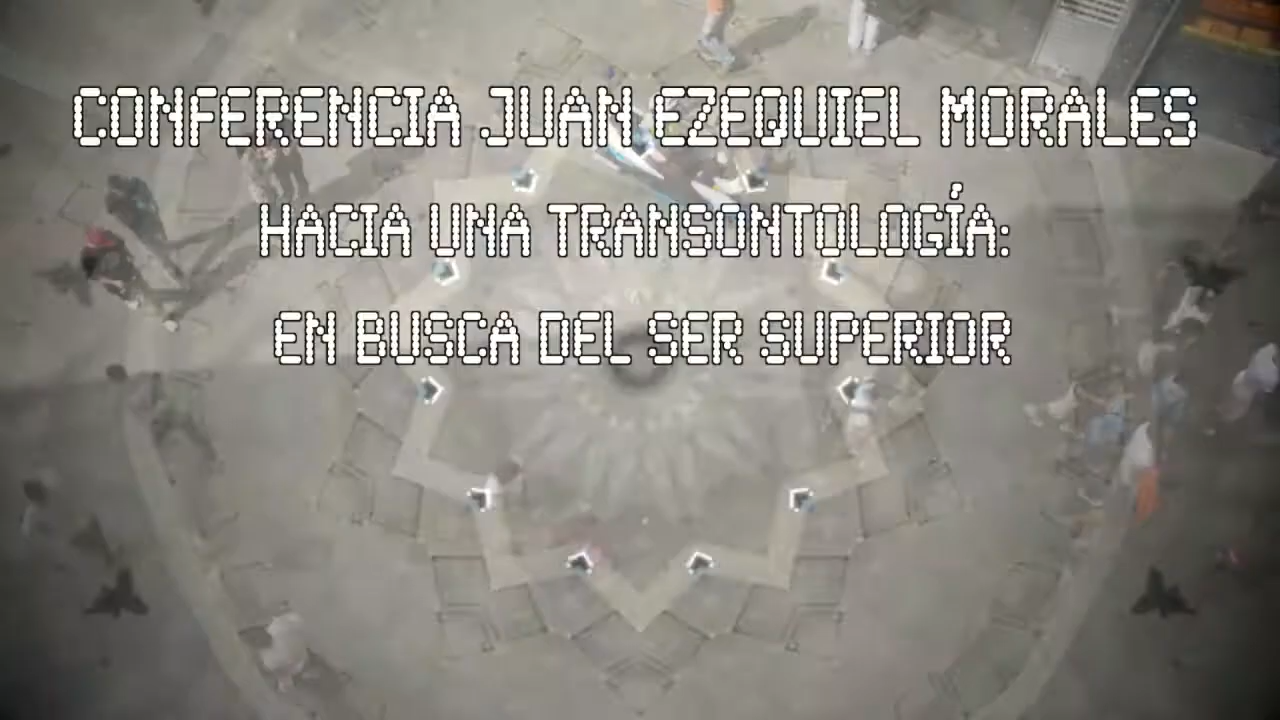 CONFERENCIA JUAN EZEQUIEL MORALES
HACIA UNA TRANSONTOLOGÍA:
EN BUSCA DEL SER SUPERIOR